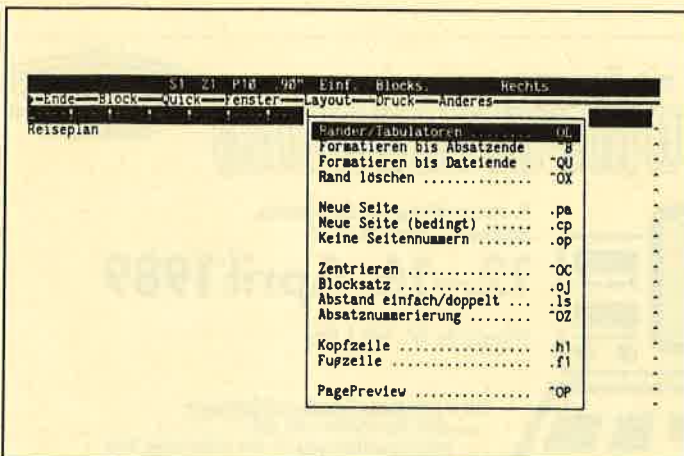 S1 Z1 P10 .90" Einf. Blocks. Rechts
Ende Block Quick Fenster Layout Druck Anderes
Reiseplan
Ränder/Tabulatoren ........ OL
Formatieren bis Absatzende ^B
Formatieren bis Dateiende . ^QU
Rand löschen .............. ^OX
Neue Seite ................ .pa
Neue Seite (bedingt) ...... .cp
Keine Seitennummern ....... .op
Zentrieren ................ ^OC
Blocksatz ................. .oj
Abstand einfach/doppelt ... .ls
Absatznummerierung ........ ^OZ
Kopfzeile ................. .h1
Fußzeile .................. .f1
PagePreview ............... ^OP